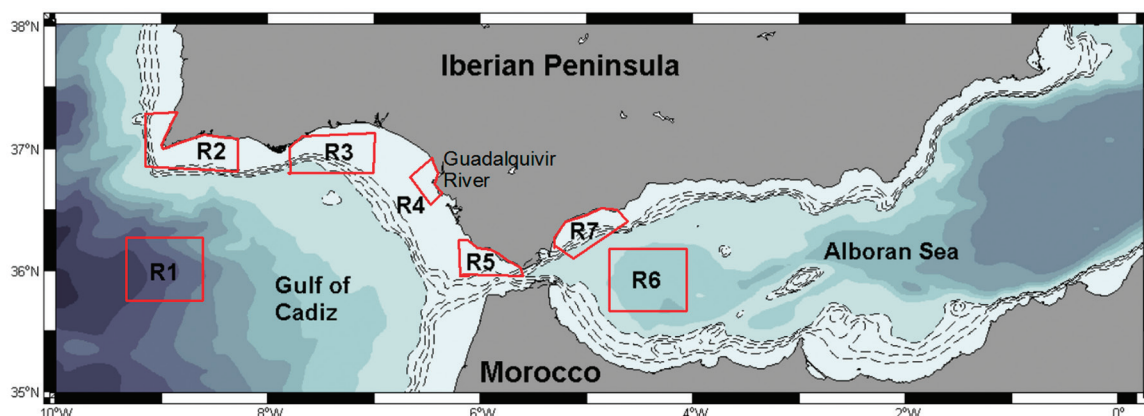 38°N
Iberian Peninsula
37°N
R2
R3
Guadalquivir
River
R4
R7
R5
36°N
R1
R6
Alboran Sea
Gulf of
Cadiz
Morocco
35°N
10°W
8°W
6°W
4°W
2°W
0°